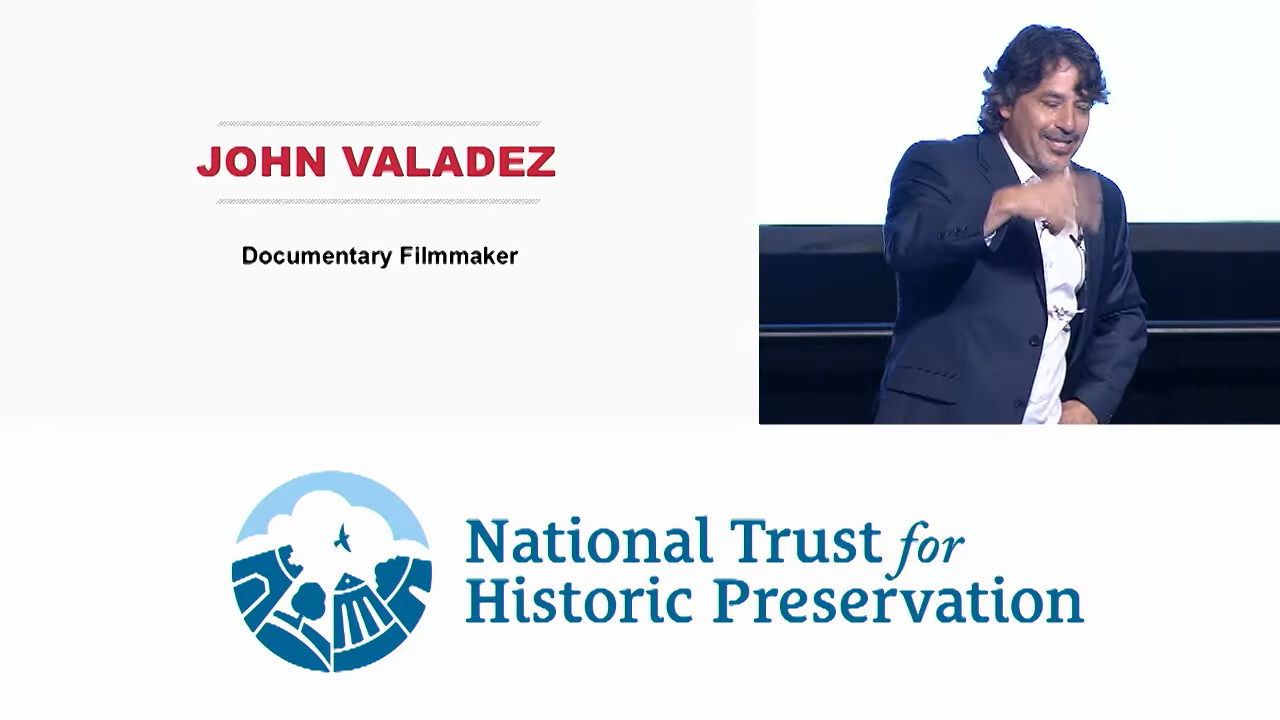 JOHN VALADEZ
Documentary Filmmaker
National Trust for
Historic Preservation